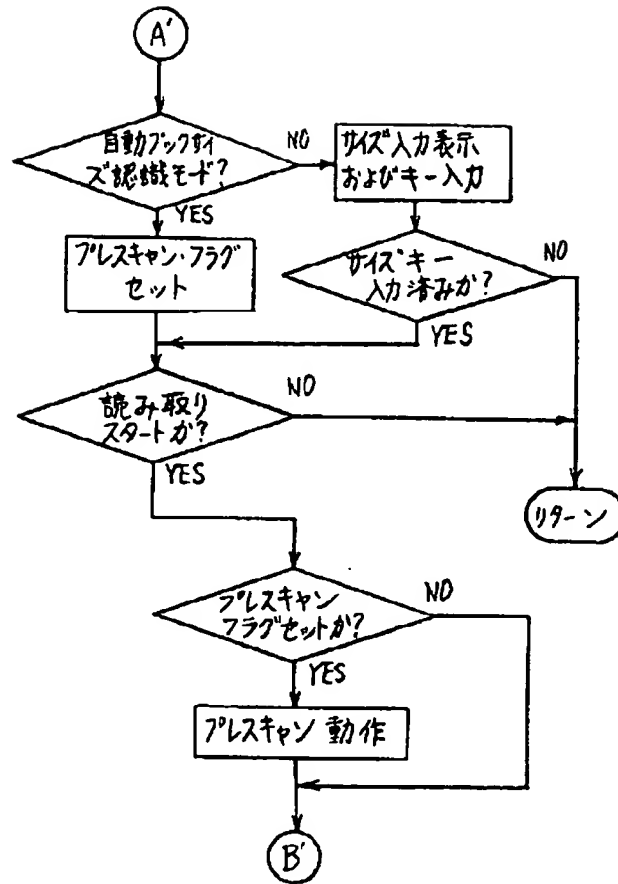 A'
自動ブックサイ
ズ認識モード?
NO
サイズ入力表示
およびキー入力
YES
プレスキャン・フラグ
セット
サイズキー
入力済みか?
NO
YES
読み取り
スタートか?
NO
YES
リターン
プレスキャン
フラグセットか?
NO
YES
プレスキャン動作
B'